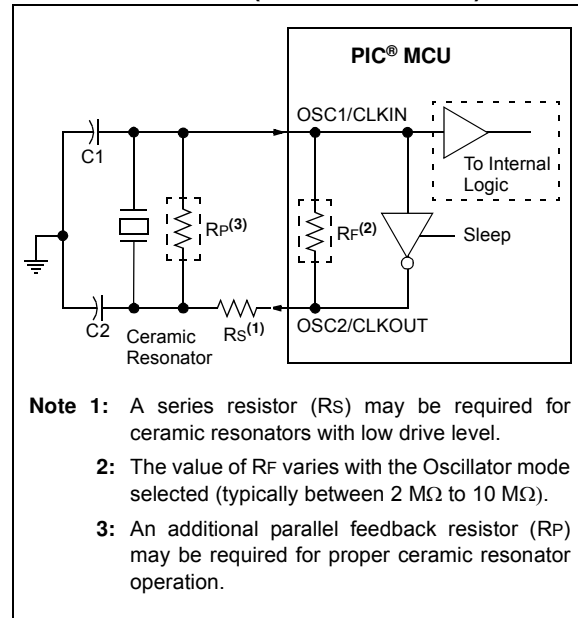 PIC® MCU
OSC1/CLKIN
C1
To Internal
Logic
RP(3)
RF(2)
Sleep
C2
Ceramic
Resonator
RS(1)
OSC2/CLKOUT
Note 1: A series resistor (RS) may be required for
ceramic resonators with low drive level.
2: The value of RF varies with the Oscillator mode
selected (typically between 2 MΩ to 10 MΩ).
3: An additional parallel feedback resistor (RP)
may be required for proper ceramic resonator
operation.